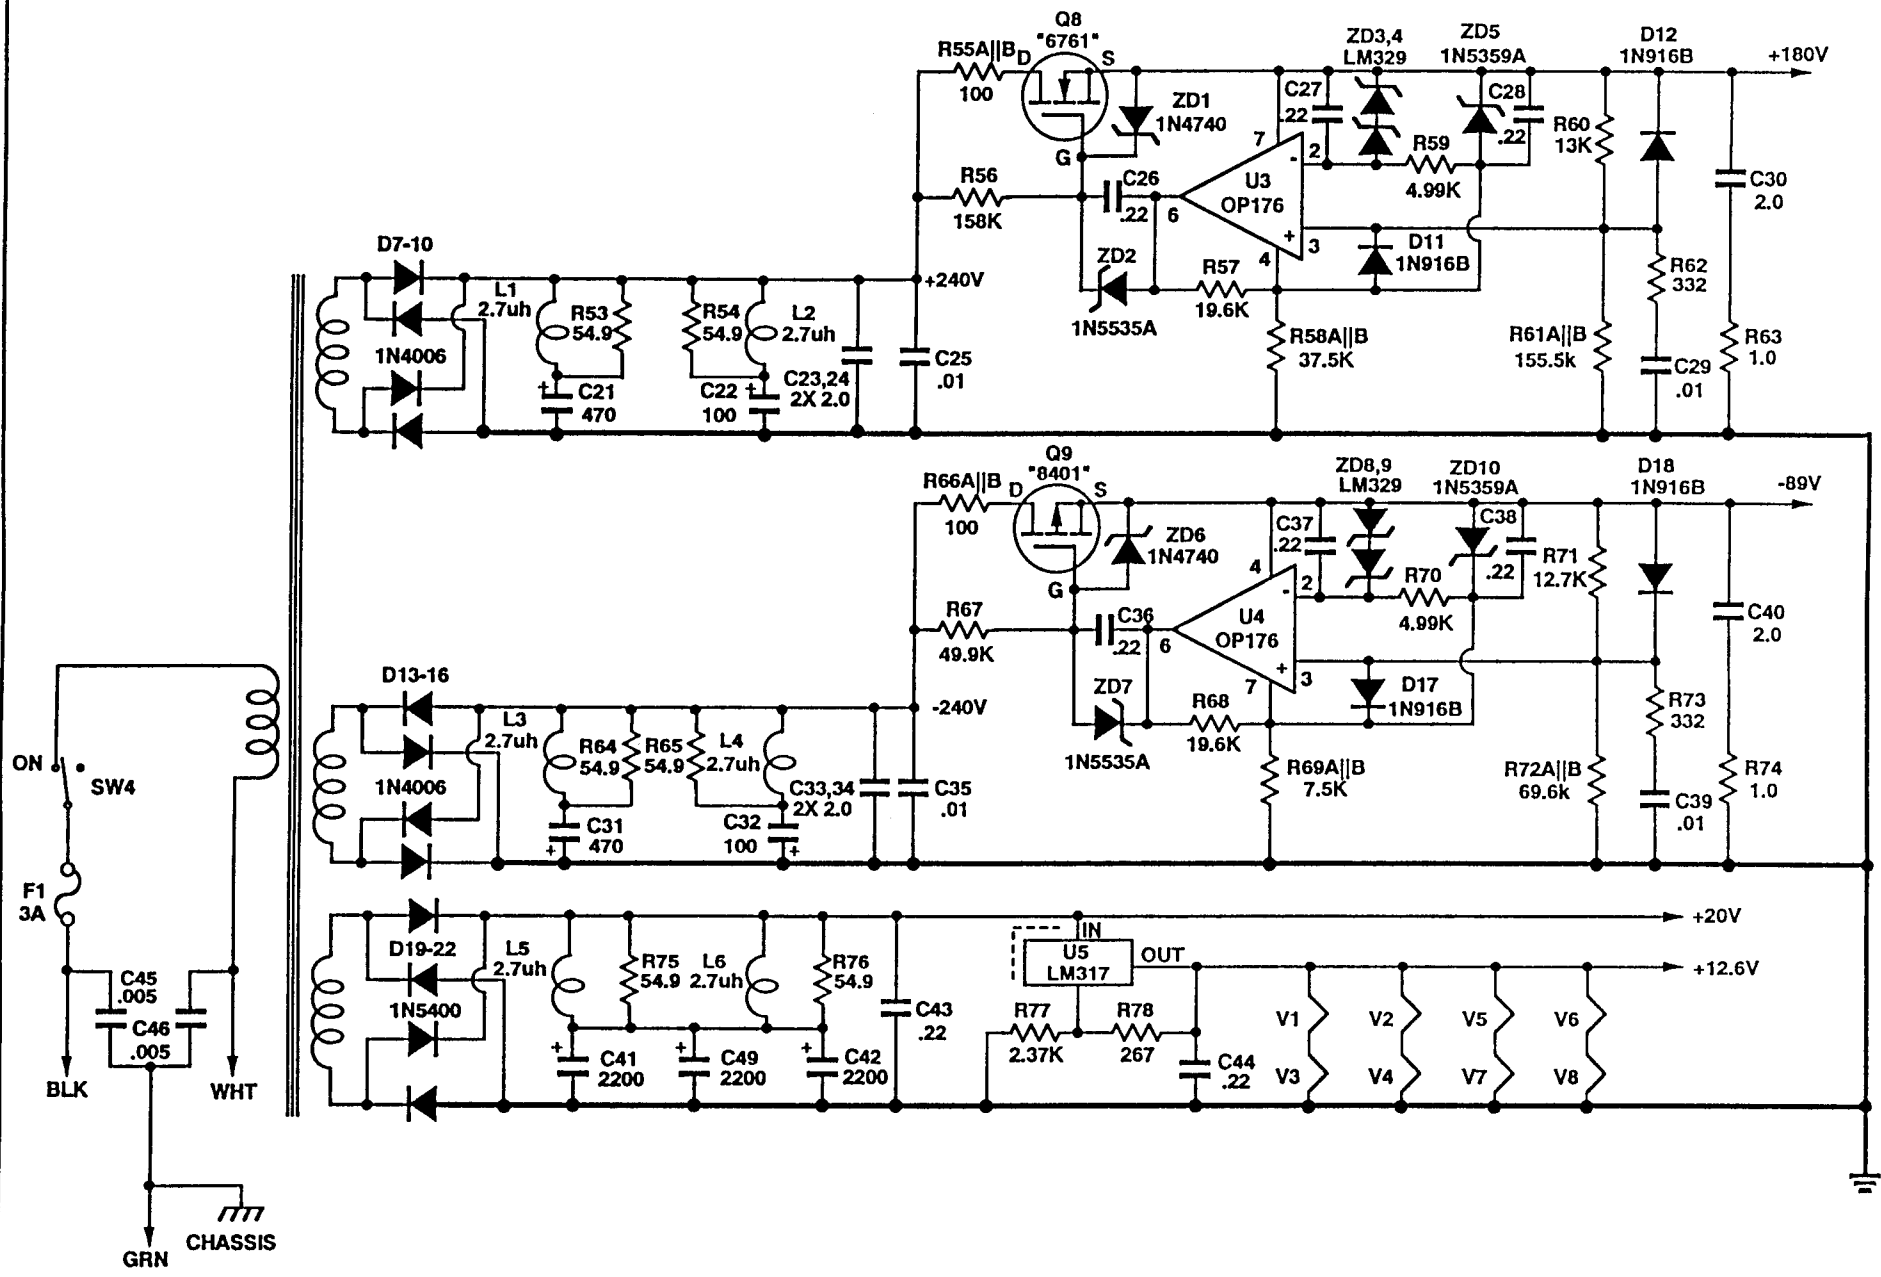 Q8
"6761"
R55A||B
100
D
S
G
ZD1
1N4740
ZD3,4
LM329
ZD5
1N5359A
D12
1N916B
+180V
C27
.22
C28
.22
R60
13K
7
2
-
U3
OP176
+
3
4
6
R59
4.99K
C30
2.0
R56
158K
C26
.22
ZD2
1N5535A
R57
19.6K
D11
1N916B
R62
332
R58A||B
37.5K
R61A||B
155.5k
R63
1.0
C29
.01
D7-10
1N4006
L1
2.7uh
R53
54.9
R54
54.9
L2
2.7uh
+240V
+
C21
470
C22
100
+
C23,24
2X 2.0
C25
.01
Q9
"8401"
R66A||B
100
D
S
G
ZD6
1N4740
ZD8,9
LM329
ZD10
1N5359A
D18
1N916B
-89V
C37
.22
C38
.22
R71
12.7K
4
2
-
U4
OP176
+
3
7
6
R70
4.99K
C40
2.0
R67
49.9K
C36
.22
ZD7
1N5535A
R68
19.6K
D17
1N916B
R73
332
R69A||B
7.5K
R72A||B
69.6k
R74
1.0
C39
.01
D13-16
1N4006
L3
2.7uh
R64
54.9
R65
54.9
L4
2.7uh
-240V
C31
470
+
C32
100
+
C33,34
2X 2.0
C35
.01
ON
SW4
F1
3A
C45
.005
C46
.005
BLK
WHT
GRN
CHASSIS
D19-22
1N5400
L5
2.7uh
R75
54.9
L6
2.7uh
R76
54.9
+
C41
2200
+
C49
2200
+
C42
2200
C43
.22
+20V
IN
U5
LM317
OUT
+12.6V
R77
2.37K
R78
267
C44
.22
V1
V3
V2
V4
V5
V7
V6
V8